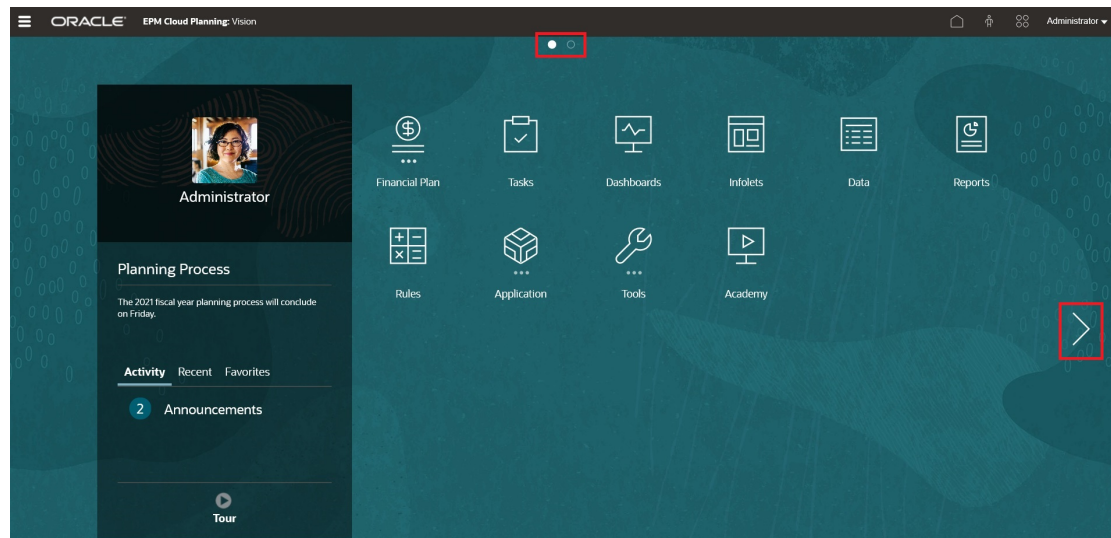 ORACLE EPM Cloud Planning: Vision Administrator
Administrator
Planning Process
The 2021 fiscal year planning process will conclude
on Friday.
Activity Recent Favorites
2 Announcements
Tour
Financial Plan Tasks Dashboards Infolets Data Reports
Rules Application Tools Academy